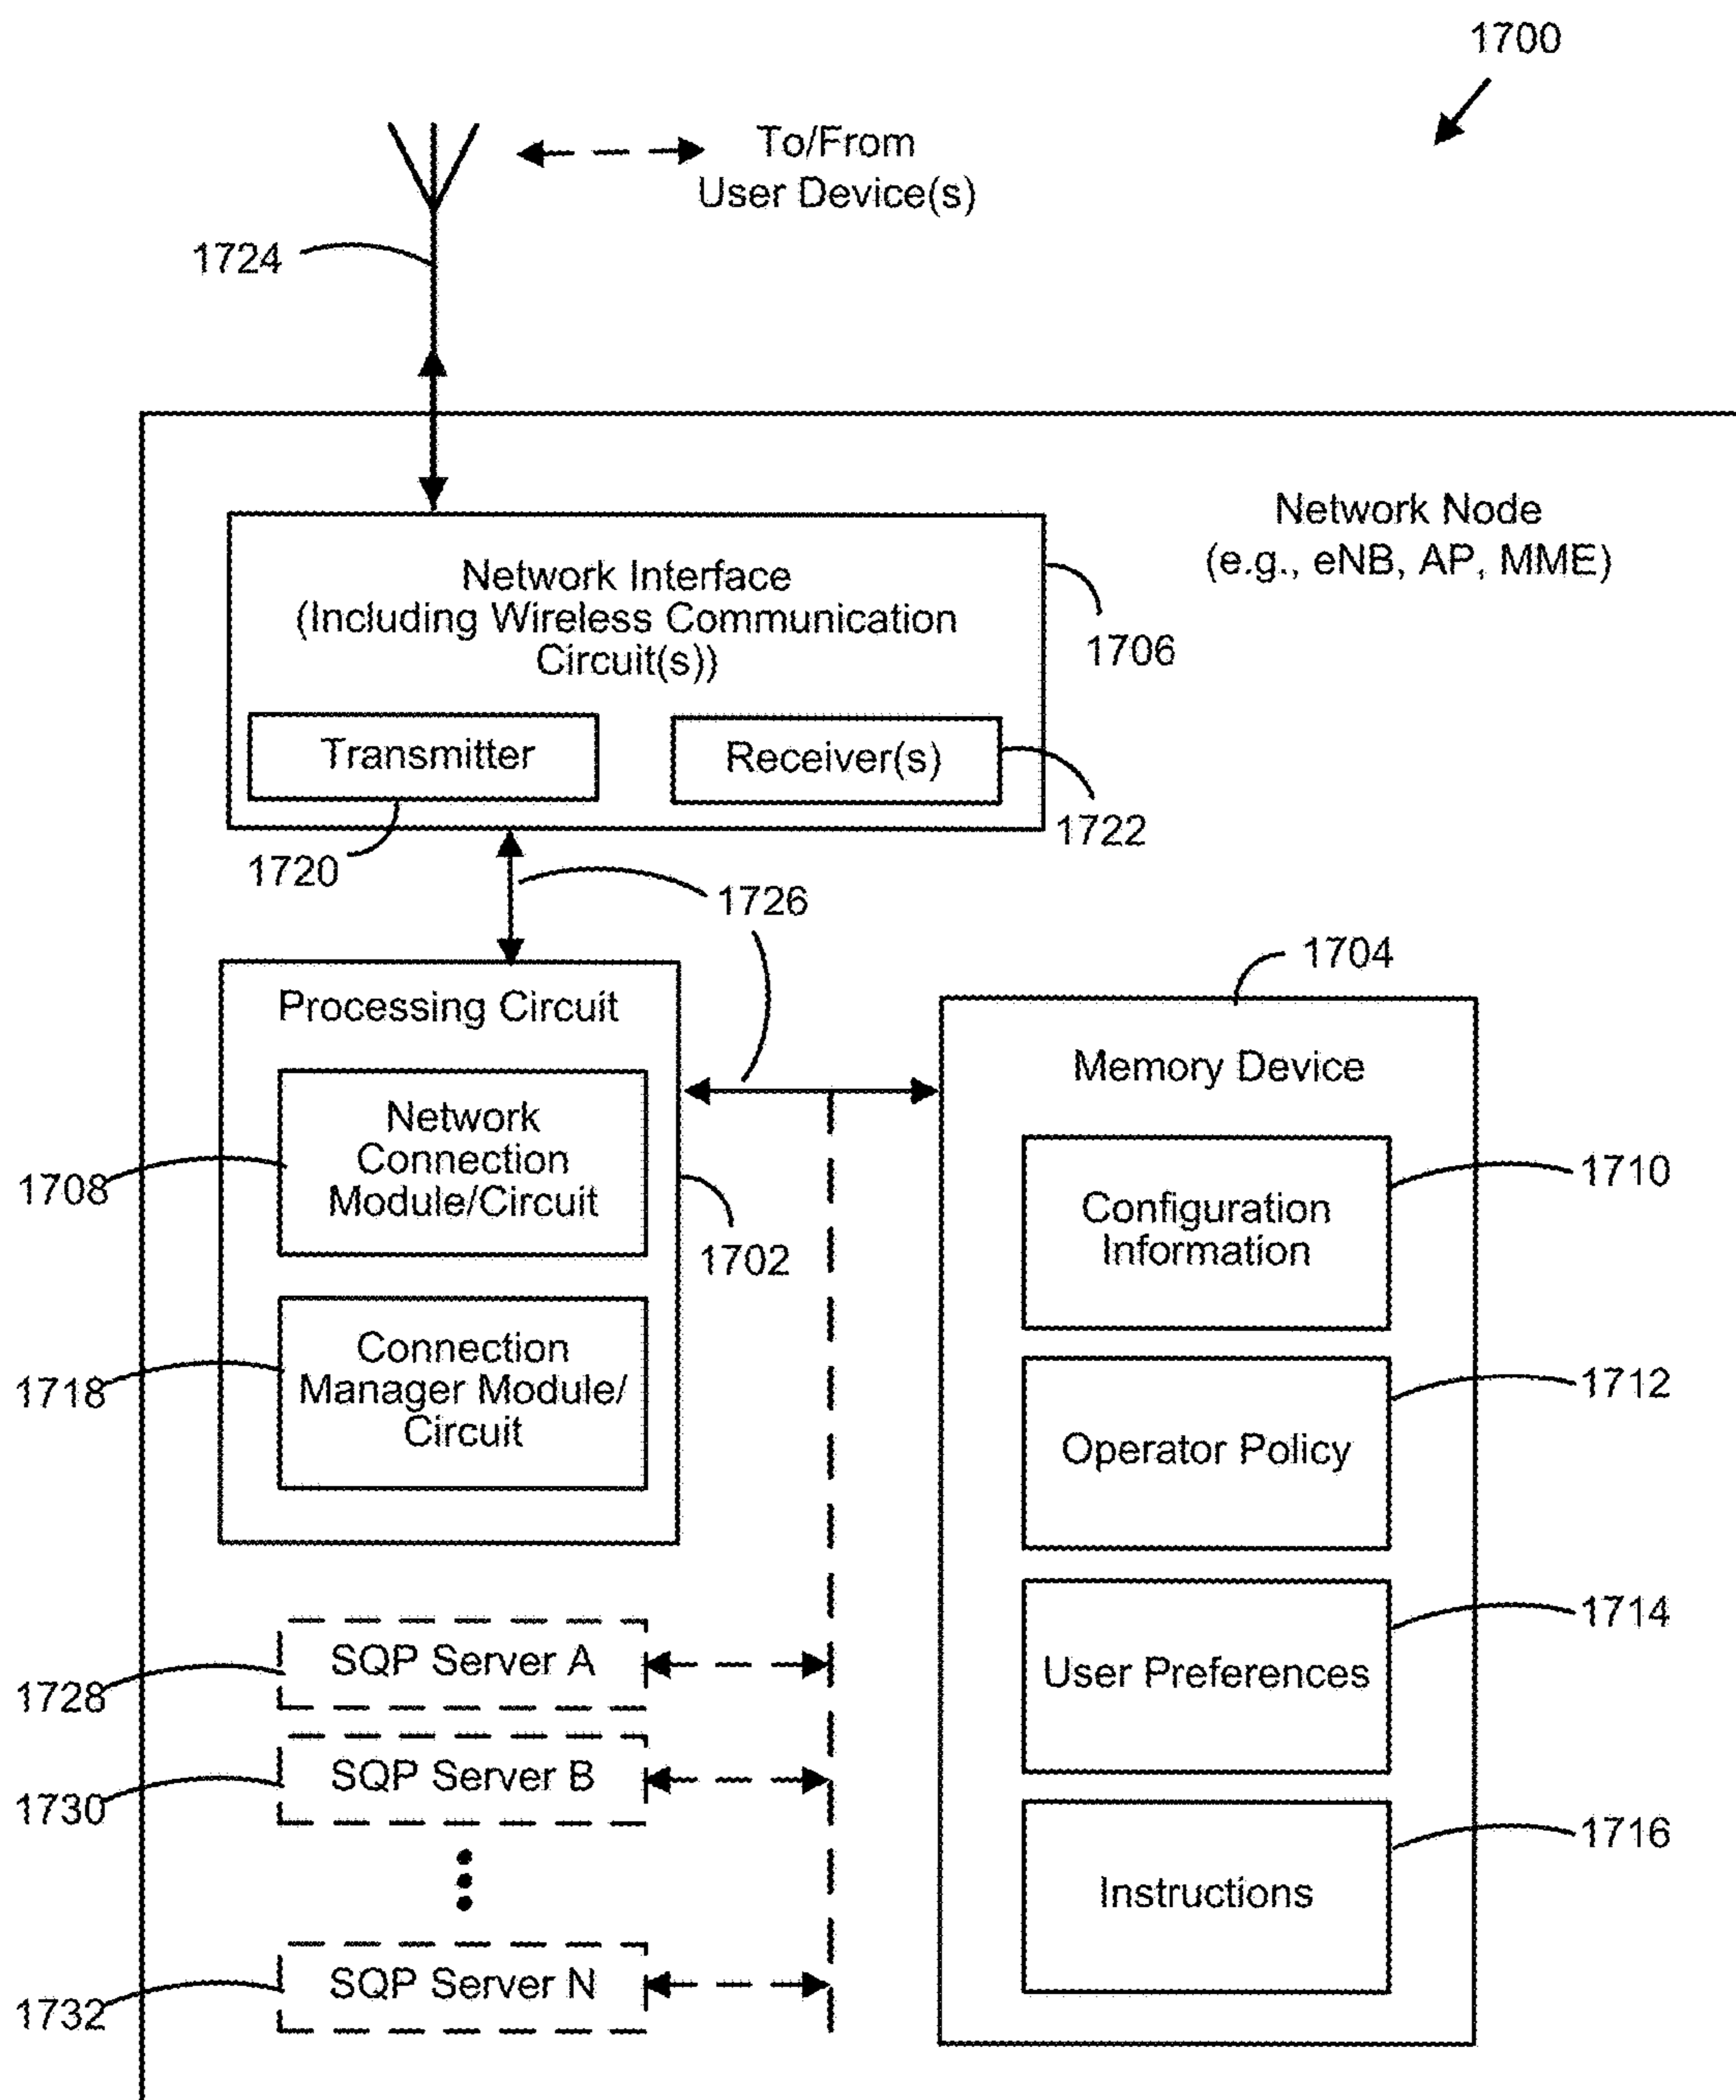 1700
To/From
User Device(s)
1724
Network Node
(e.g., eNB, AP, MME)
Network Interface
(Including Wireless Communication
Circuit(s))
1706
Transmitter
Receiver(s)
1722
1720
1726
1704
Processing Circuit
Memory Device
Network
Connection
Module/Circuit
1708
1702
Configuration
Information
1710
Connection
Manager Module/
Circuit
1718
Operator Policy
1712
SQP Server A
1728
User Preferences
1714
SQP Server B
1730
Instructions
1716
SQP Server N
1732